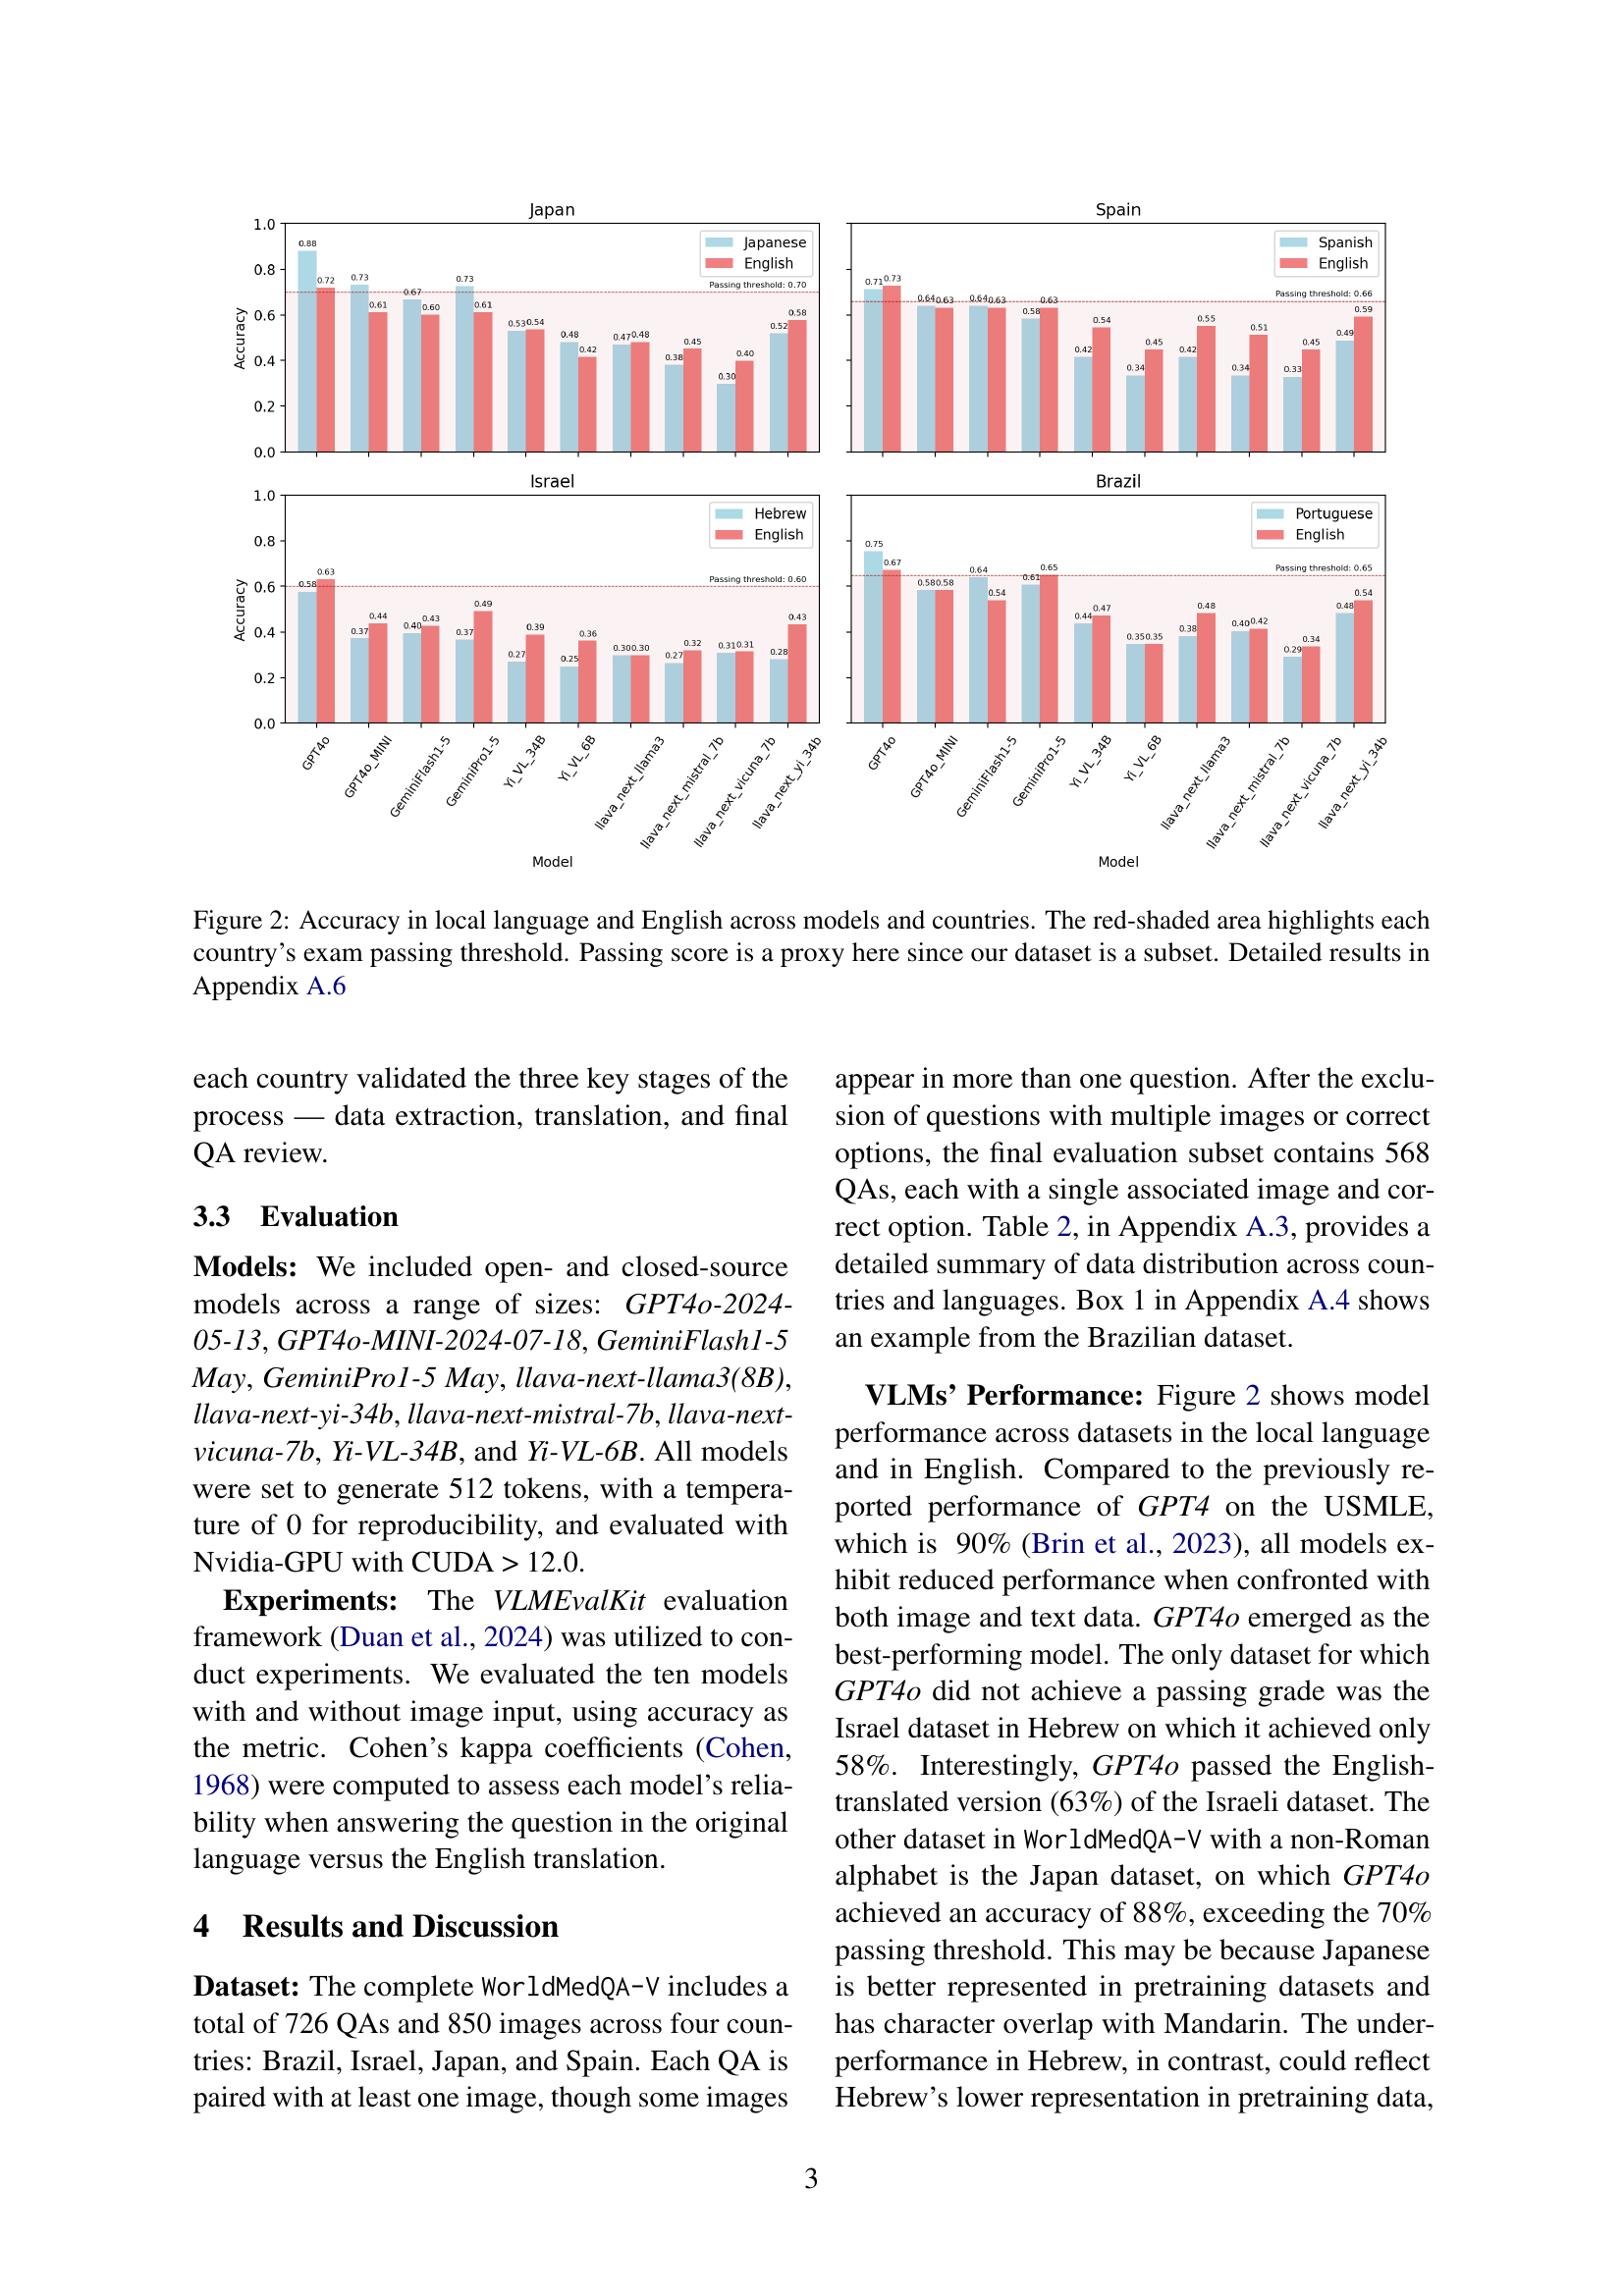 Japan
1.0
0.8
0.6
0.4
0.2
0.0
Accuracy
Japanese
English
Passing threshold: 0.70
0.88 0.72 0.73 0.61 0.67 0.60 0.73 0.61 0.53 0.54 0.48 0.42 0.47 0.48 0.38 0.45 0.30 0.40 0.52 0.58
Spain
Spanish
English
Passing threshold: 0.66
0.71 0.73 0.64 0.63 0.64 0.63 0.58 0.63 0.42 0.54 0.34 0.45 0.42 0.55 0.34 0.51 0.33 0.45 0.49 0.59
Israel
1.0
0.8
0.6
0.4
0.2
0.0
Accuracy
Hebrew
English
Passing threshold: 0.60
0.58 0.63 0.37 0.44 0.40 0.43 0.37 0.49 0.27 0.39 0.25 0.36 0.30 0.30 0.27 0.32 0.31 0.31 0.28 0.43
GPT4o GPT4o_MINI GeminiFlash1-5 GeminiPro1-5 Yi_VL_34B Yi_VL_6B llava_next_llama3 llava_next_mistral_7b llava_next_vicuna_7b llava_next_yi_34b
Model
Brazil
Portuguese
English
Passing threshold: 0.65
0.75 0.67 0.58 0.58 0.64 0.54 0.61 0.65 0.44 0.47 0.35 0.35 0.38 0.48 0.40 0.42 0.29 0.34 0.48 0.54
GPT4o GPT4o_MINI GeminiFlash1-5 GeminiPro1-5 Yi_VL_34B Yi_VL_6B llava_next_llama3 llava_next_mistral_7b llava_next_vicuna_7b llava_next_yi_34b
Model
Figure 2: Accuracy in local language and English across models and countries. The red-shaded area highlights each
country's exam passing threshold. Passing score is a proxy here since our dataset is a subset. Detailed results in
Appendix A.6
each country validated the three key stages of the
process — data extraction, translation, and final
QA review.
3.3 Evaluation
Models: We included open- and closed-source
models across a range of sizes: GPT4o-2024-
05-13, GPT4o-MINI-2024-07-18, GeminiFlash1-5
May, GeminiPro1-5 May, llava-next-llama3(8B),
llava-next-yi-34b, llava-next-mistral-7b, llava-next-
vicuna-7b, Yi-VL-34B, and Yi-VL-6B. All models
were set to generate 512 tokens, with a tempera-
ture of 0 for reproducibility, and evaluated with
Nvidia-GPU with CUDA > 12.0.
Experiments: The VLMEvalKit evaluation
framework (Duan et al., 2024) was utilized to con-
duct experiments. We evaluated the ten models
with and without image input, using accuracy as
the metric. Cohen's kappa coefficients (Cohen,
1968) were computed to assess each model's relia-
bility when answering the question in the original
language versus the English translation.
4 Results and Discussion
Dataset: The complete WorldMedQA-V includes a
total of 726 QAs and 850 images across four coun-
tries: Brazil, Israel, Japan, and Spain. Each QA is
paired with at least one image, though some images
appear in more than one question. After the exclu-
sion of questions with multiple images or correct
options, the final evaluation subset contains 568
QAs, each with a single associated image and cor-
rect option. Table 2, in Appendix A.3, provides a
detailed summary of data distribution across coun-
tries and languages. Box 1 in Appendix A.4 shows
an example from the Brazilian dataset.
VLMs' Performance: Figure 2 shows model
performance across datasets in the local language
and in English. Compared to the previously re-
ported performance of GPT4 on the USMLE,
which is 90% (Brin et al., 2023), all models ex-
hibit reduced performance when confronted with
both image and text data. GPT4o emerged as the
best-performing model. The only dataset for which
GPT4o did not achieve a passing grade was the
Israel dataset in Hebrew on which it achieved only
58%. Interestingly, GPT4o passed the English-
translated version (63%) of the Israeli dataset. The
other dataset in WorldMedQA-V with a non-Roman
alphabet is the Japan dataset, on which GPT4o
achieved an accuracy of 88%, exceeding the 70%
passing threshold. This may be because Japanese
is better represented in pretraining datasets and
has character overlap with Mandarin. The under-
performance in Hebrew, in contrast, could reflect
Hebrew's lower representation in pretraining data,
3